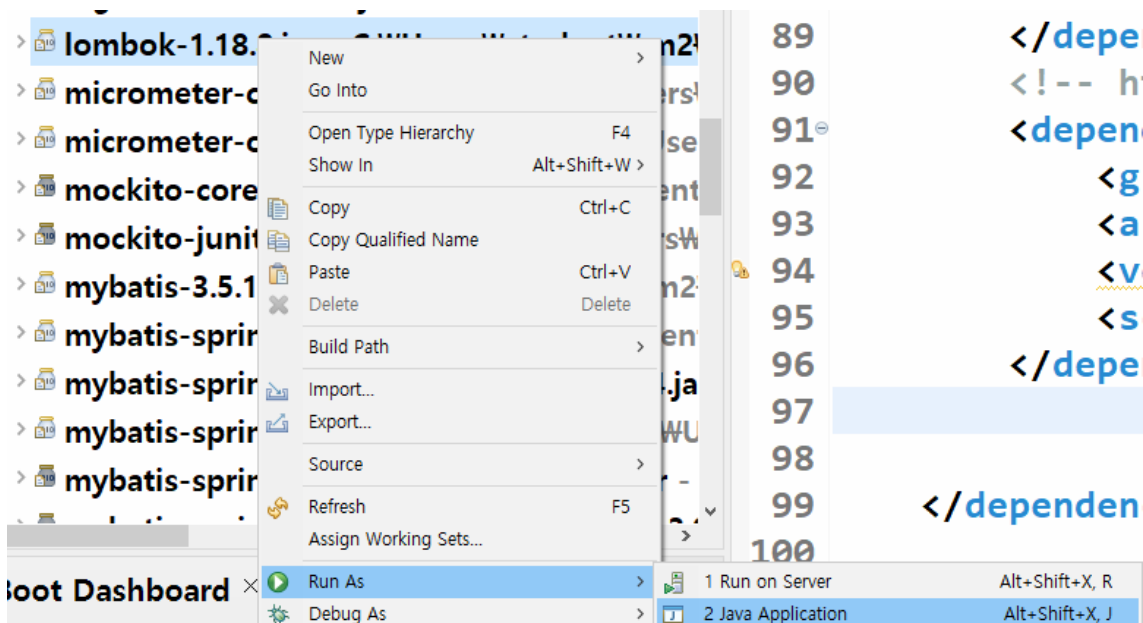 lombok-1.18.
micrometer-c
micrometer-c
mockito-core
mockito-junit
mybatis-3.5.1
mybatis-sprir
mybatis-sprir
mybatis-sprir
mybatis-sprir
Boot Dashboard
New
Go Into
Open Type Hierarchy F4
Show In Alt+Shift+W >
Copy Ctrl+C
Copy Qualified Name
Paste Ctrl+V
Delete Delete
Build Path
Import...
Export...
Source
Refresh F5
Assign Working Sets...
Run As
Debug As
1 Run on Server Alt+Shift+X, R
2 Java Application Alt+Shift+X, J
89 </depe
90 <!-- h
91 <depen
92 <g
93 <a
94 <v
95 <s
96 </depe
97
98
99 </dependen
100